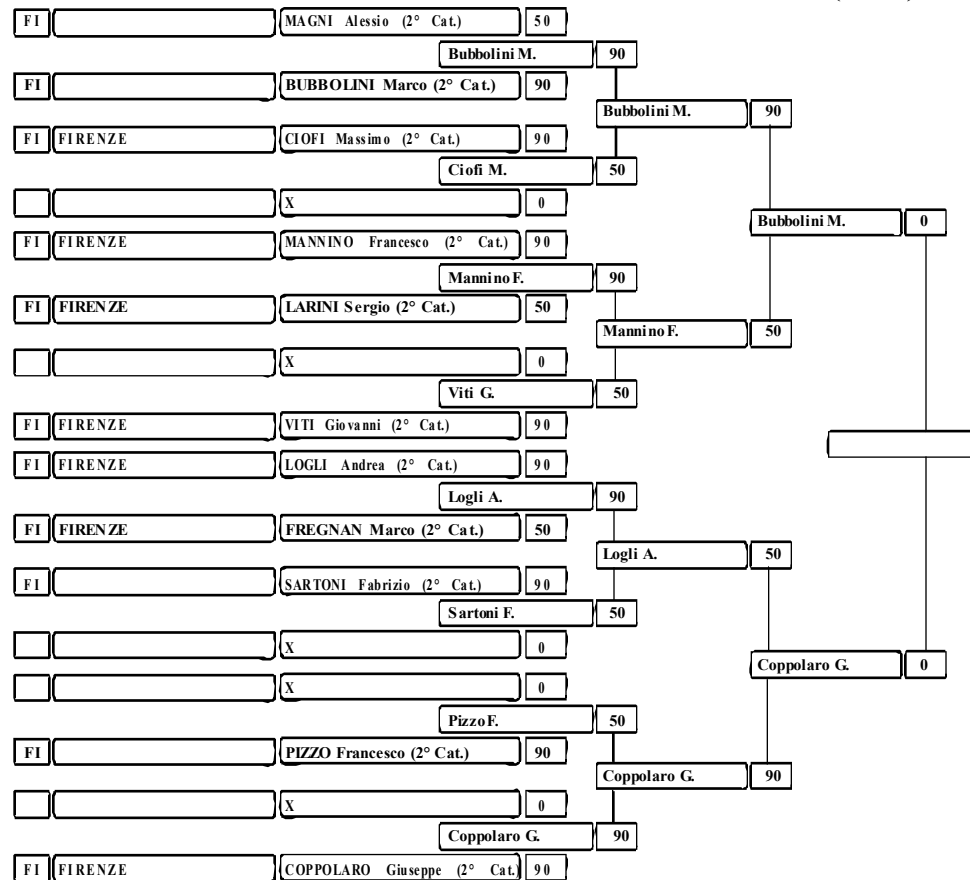 FI MAGNI Alessio (2° Cat.) 50
Bubbolini M. 90
FI BUBBOLINI Marco (2° Cat.) 90
Bubbolini M. 90
FI FIRENZE CIOFI Massimo (2° Cat.) 90
Ciofi M. 50
X 0
Bubbolini M. 0
FI FIRENZE MANNINO Francesco (2° Cat.) 90
Mannino F. 90
FI FIRENZE LARINI Sergio (2° Cat.) 50
Mannino F. 50
X 0
Viti G. 50
FI FIRENZE VITI Giovanni (2° Cat.) 90
FI FIRENZE LOGLI Andrea (2° Cat.) 90
Logli A. 90
FI FIRENZE FREGNAN Marco (2° Cat.) 50
Logli A. 50
FI SARTONI Fabrizio (2° Cat.) 90
Sartoni F. 50
X 0
Coppolaro G. 0
X 0
Pizzo F. 50
FI PIZZO Francesco (2° Cat.) 90
Coppolaro G. 90
X 0
Coppolaro G. 90
FI FIRENZE COPPOLARO Giuseppe (2° Cat.) 90